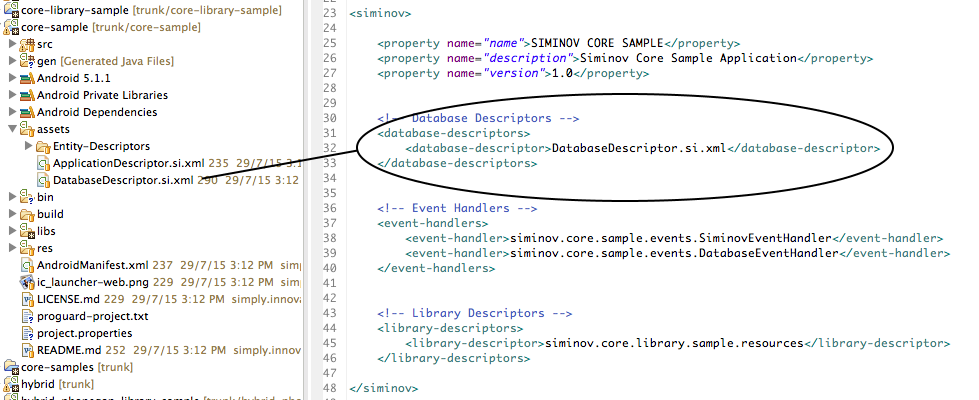 core-library-sample [trunk/core-library-sample]
core-sample [trunk/core-sample]
src
gen [Generated Java Files]
Android 5.1.1
Android Private Libraries
Android Dependencies
assets
Entity-Descriptors
ApplicationDescriptor.si.xml 235 29/7/15 3:1
DatabaseDescriptor.si.xml 290 29/7/15 3:12
bin
build
libs
res
AndroidManifest.xml 237 29/7/15 3:12 PM simp
ic_launcher-web.png 229 29/7/15 3:12 PM
LICENSE.md 229 29/7/15 3:12 PM simply.innov
proguard-project.txt
project.properties
README.md 252 29/7/15 3:12 PM simply.innov
core-samples [trunk]
hybrid [trunk]
23 <siminov>
24
25 <property name="name">SIMINOV CORE SAMPLE</property>
26 <property name="description">Siminov Core Sample Application</property>
27 <property name="version">1.0</property>
28
29
30 <!-- Database Descriptors -->
31 <database-descriptors>
32 <database-descriptor>DatabaseDescriptor.si.xml</database-descriptor>
33 </database-descriptors>
34
35
36 <!-- Event Handlers -->
37 <event-handlers>
38 <event-handler>siminov.core.sample.events.SiminovEventHandler</event-handler>
39 <event-handler>siminov.core.sample.events.DatabaseEventHandler</event-handler>
40 </event-handlers>
41
42
43 <!-- Library Descriptors -->
44 <library-descriptors>
45 <library-descriptor>siminov.core.library.sample.resources</library-descriptor>
46 </library-descriptors>
47
48 </siminov>